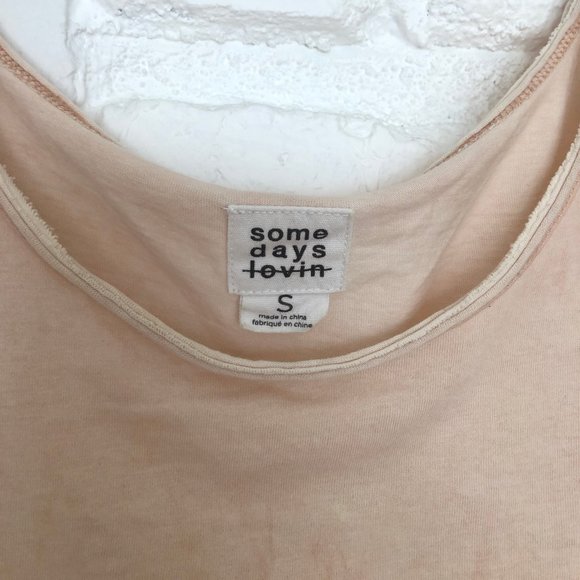 some
days
lovin
S
made in china
fabriqué en chine